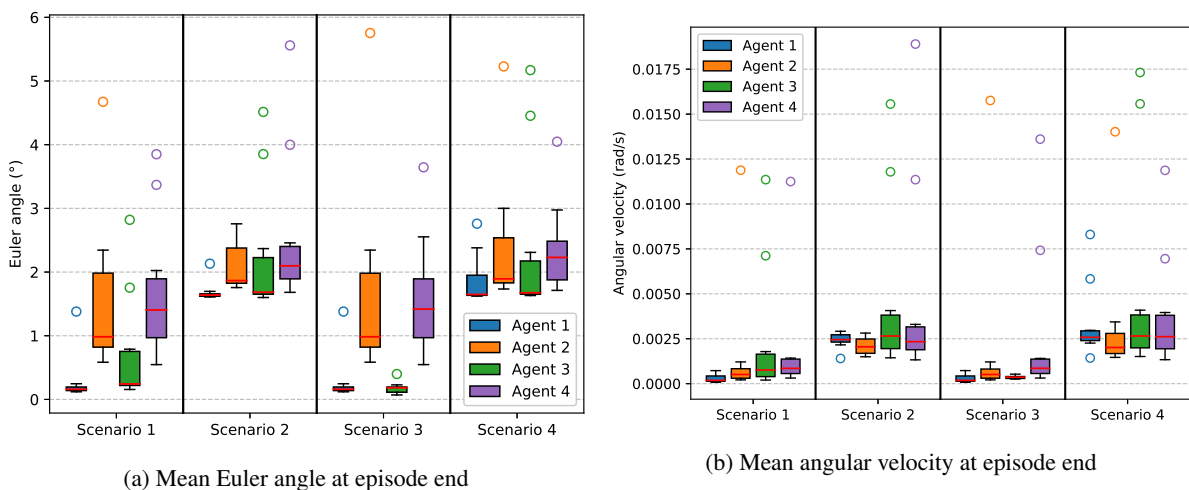 6
5
4
3
2
1
0
Euler angle (°)
Agent 1
Agent 2
Agent 3
Agent 4
Scenario 1
Scenario 2
Scenario 3
Scenario 4
(a) Mean Euler angle at episode end
0.0175
0.0150
0.0125
0.0100
0.0075
0.0050
0.0025
0.0000
Angular velocity (rad/s)
Agent 1
Agent 2
Agent 3
Agent 4
Scenario 1
Scenario 2
Scenario 3
Scenario 4
(b) Mean angular velocity at episode end